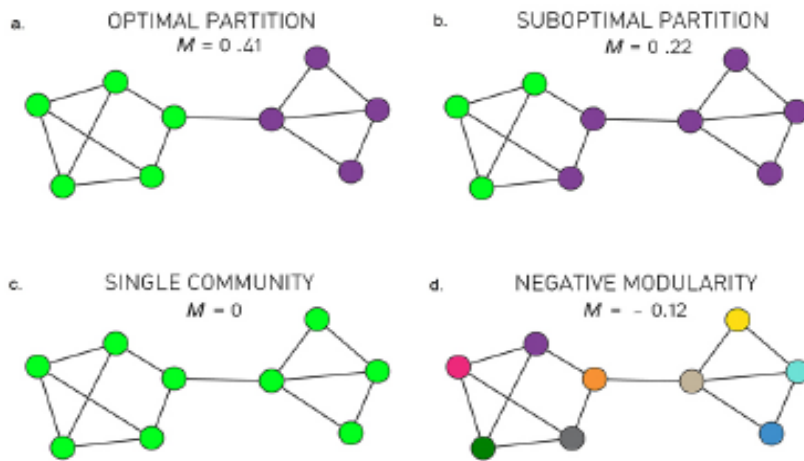 a. OPTIMAL PARTITION
M = 0 .41
b. SUBOPTIMAL PARTITION
M = 0.22
c. SINGLE COMMUNITY
M = 0
d. NEGATIVE MODULARITY
M = - 0.12